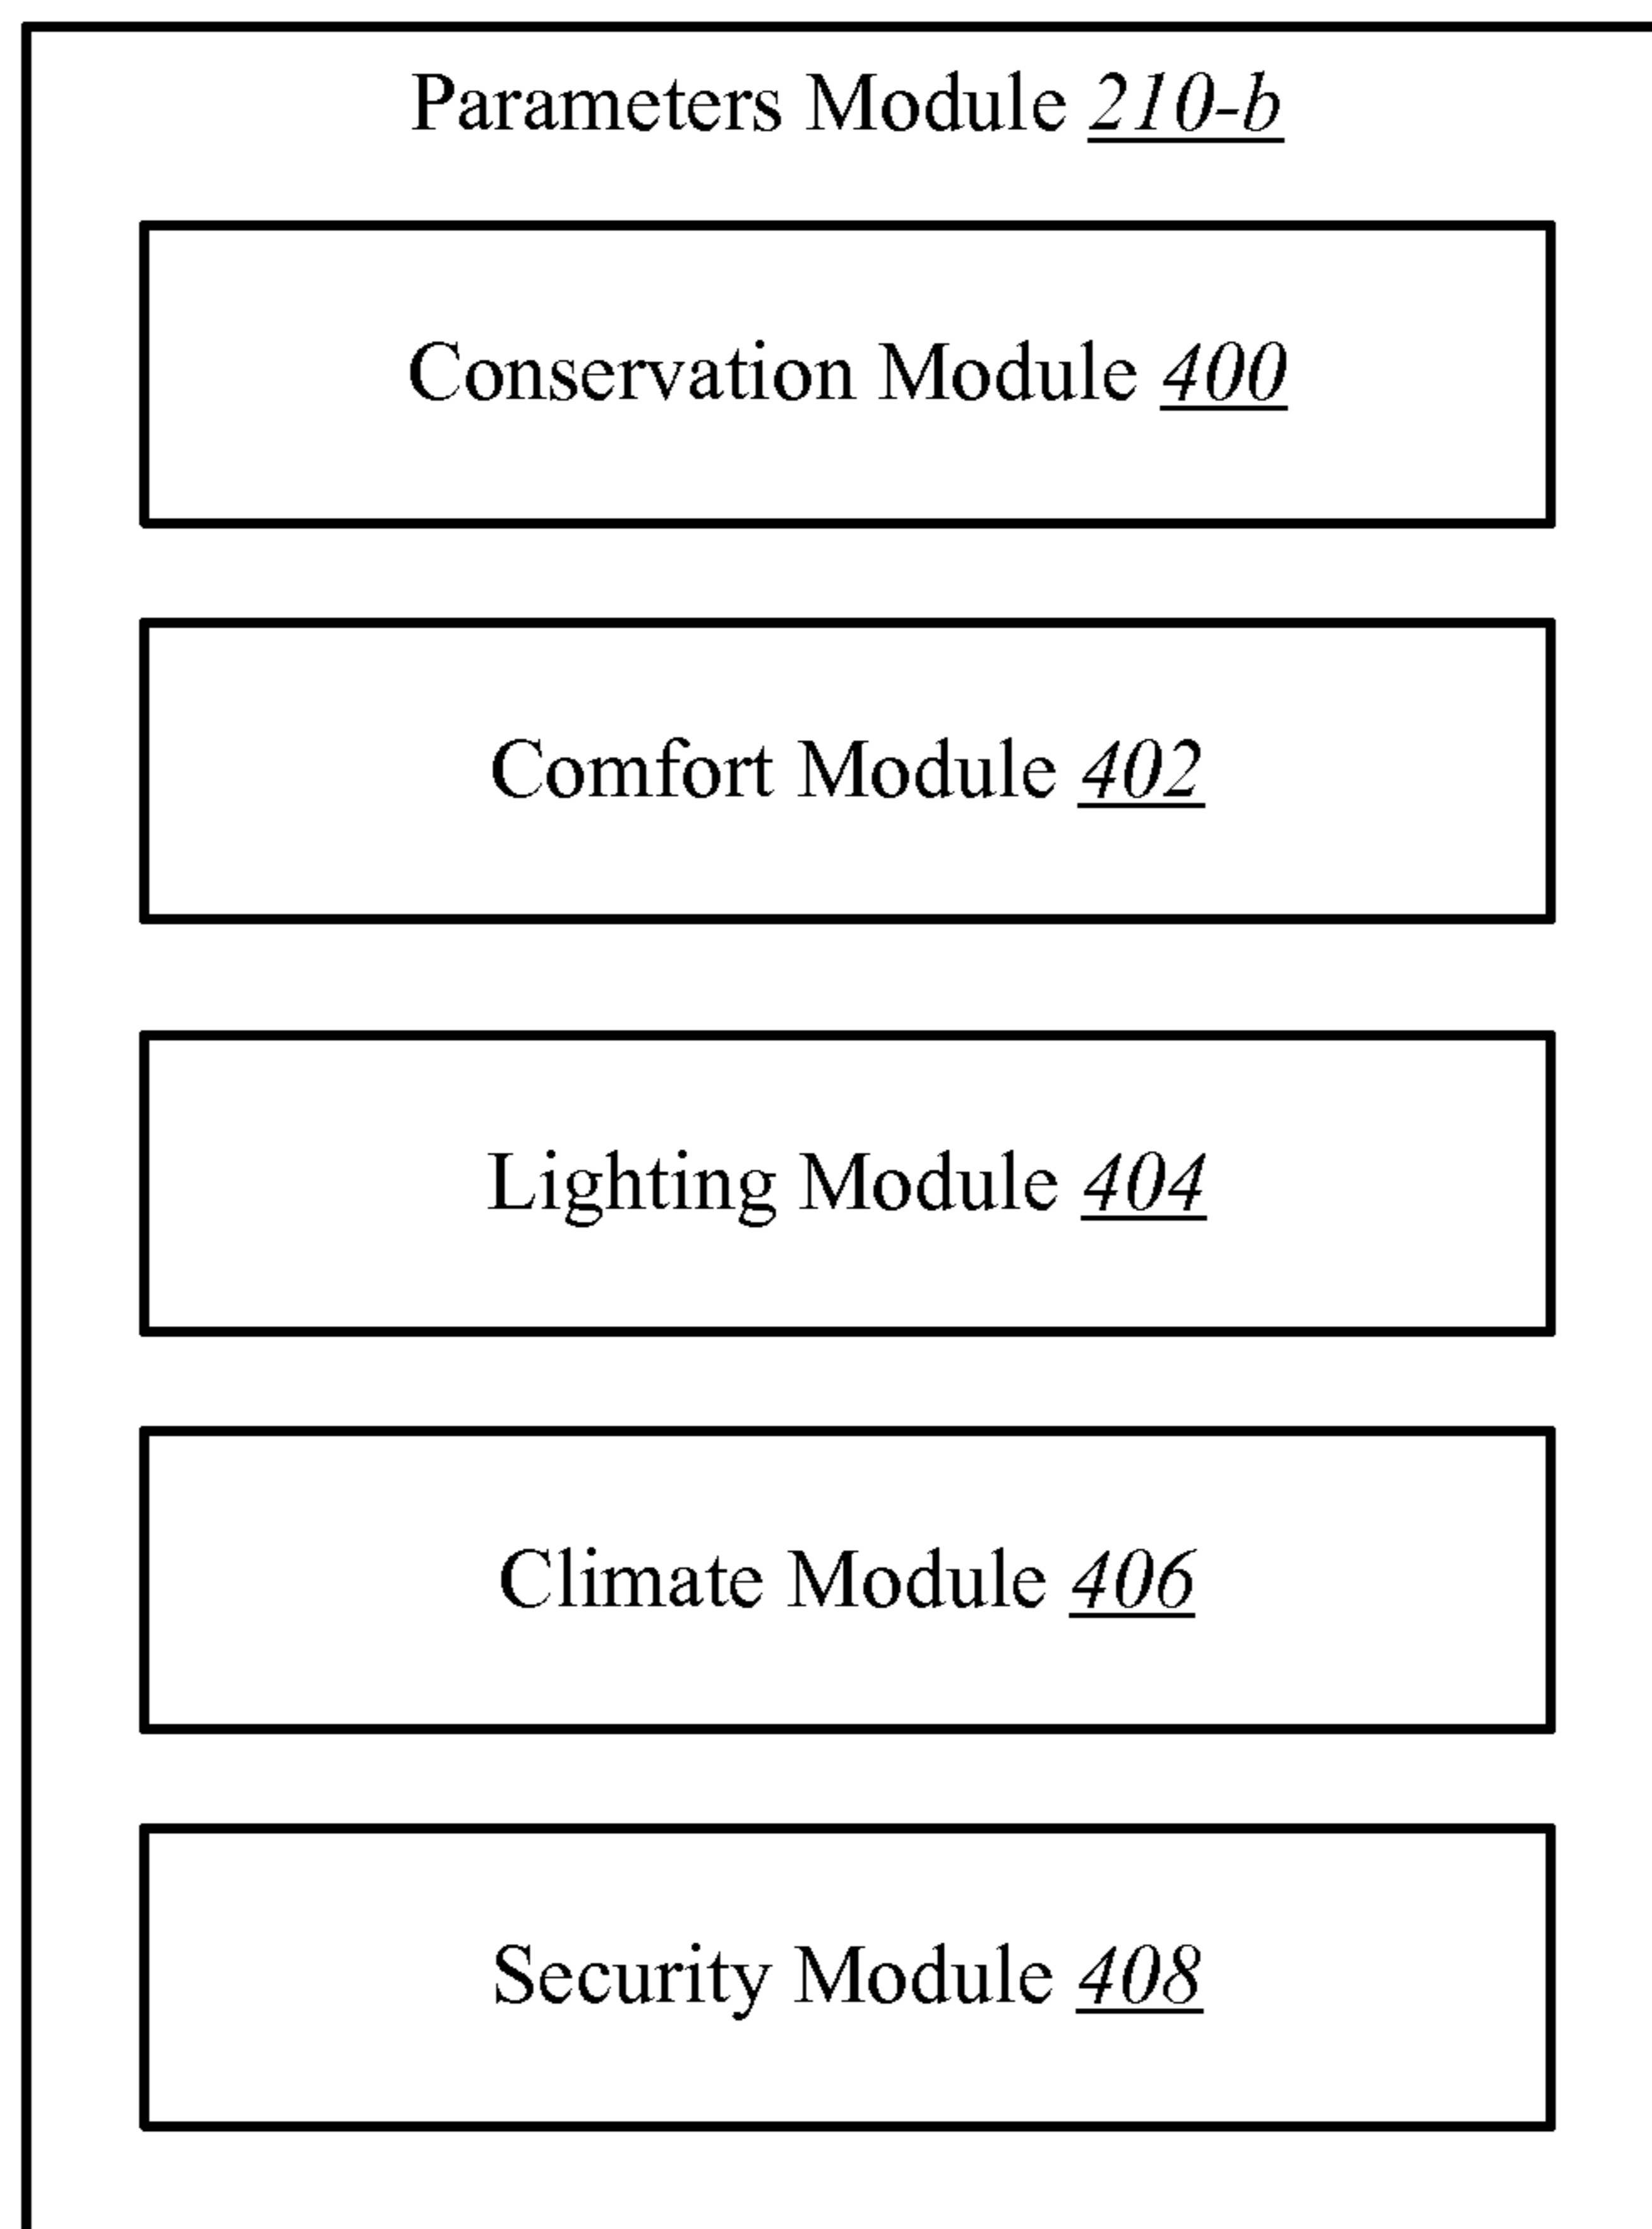 Parameters Module 210-b
Conservation Module 400
Comfort Module 402
Lighting Module 404
Climate Module 406
Security Module 408